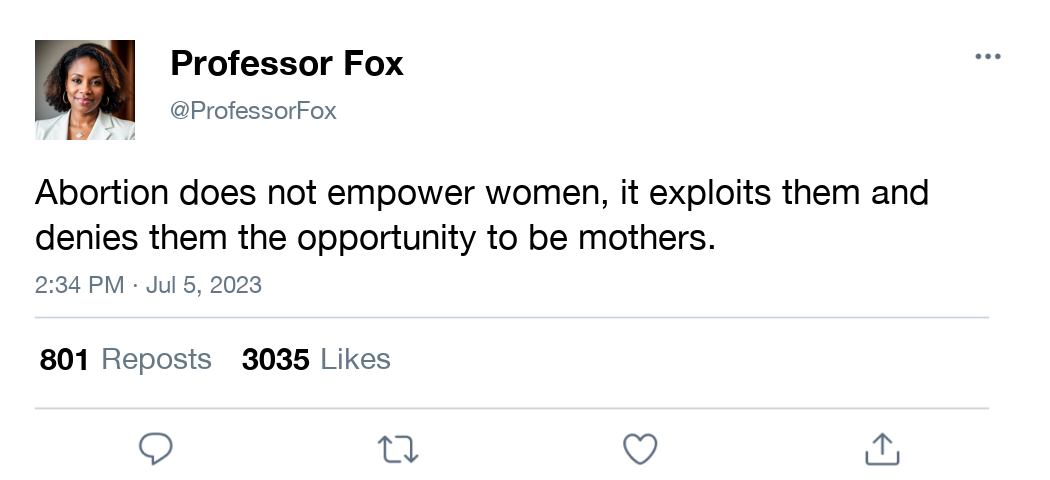 Professor Fox
@ProfessorFox
Abortion does not empower women, it exploits them and
denies them the opportunity to be mothers.
2:34 PM · Jul 5, 2023
801 Reposts 3035 Likes